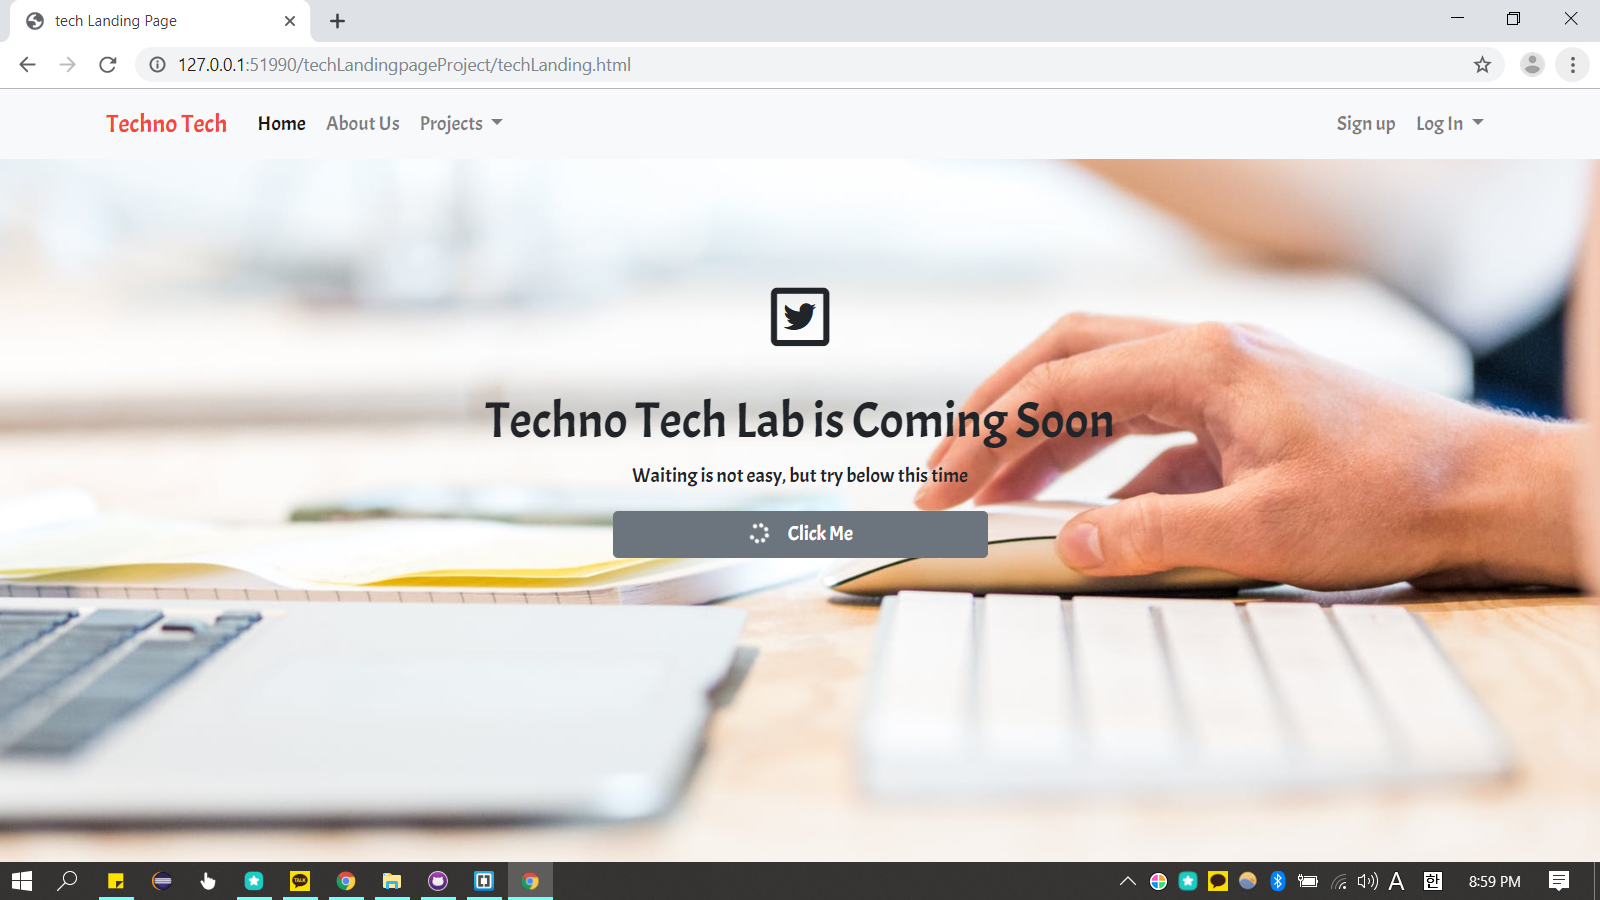 tech Landing Page
127.0.0.1:51990/techLandingpageProject/techLanding.html
Techno Tech Home About Us Projects Sign up Log In
Techno Tech Lab is Coming Soon
Waiting is not easy, but try below this time
Click Me
TALK A 한 8:59 PM